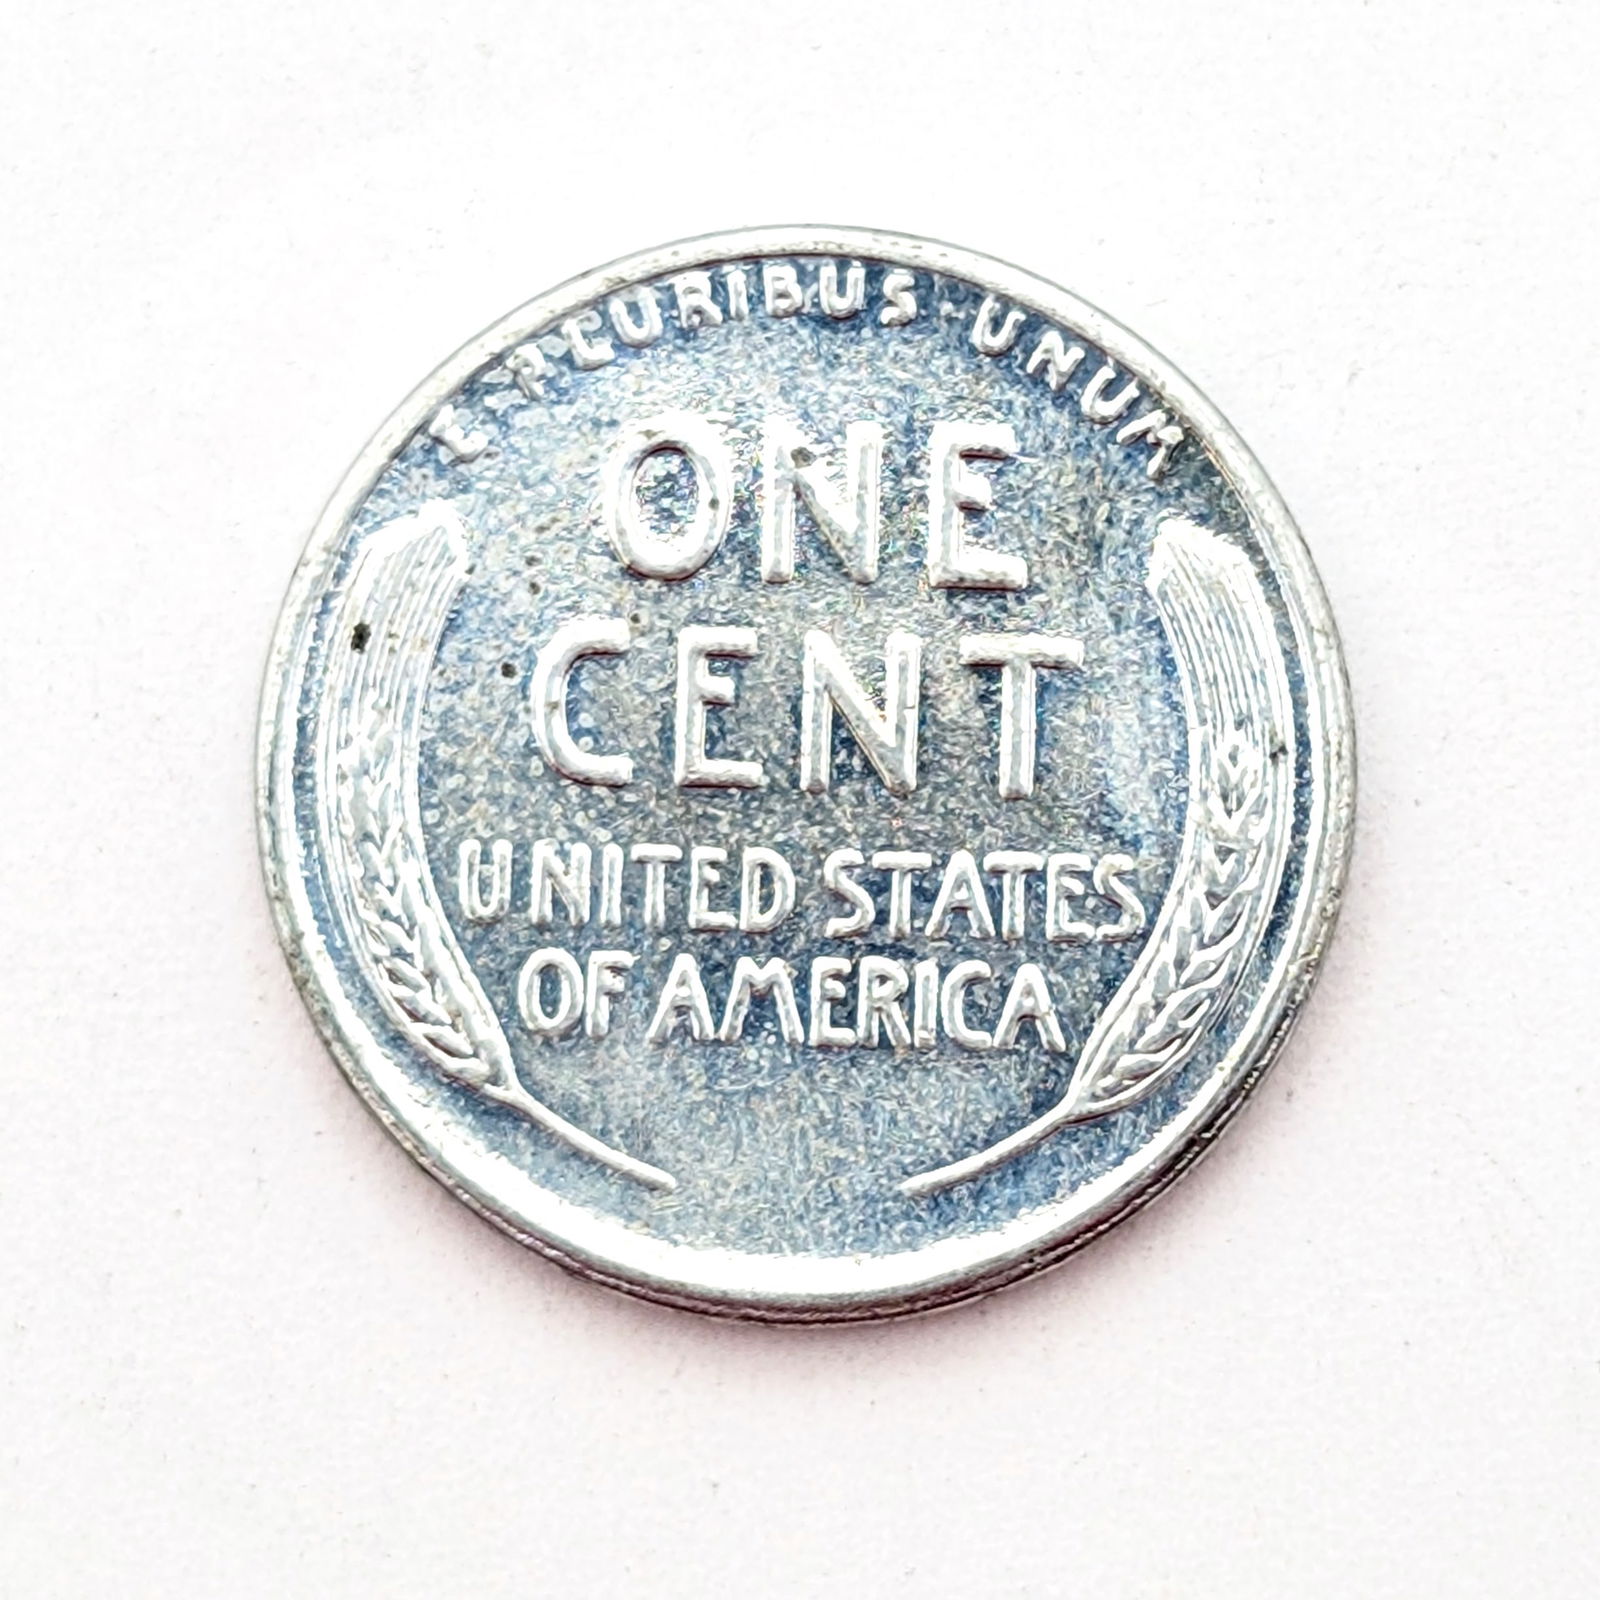 E·PLURIBUS·UNUM
ONE
CENT
UNITED STATES
OF AMERICA